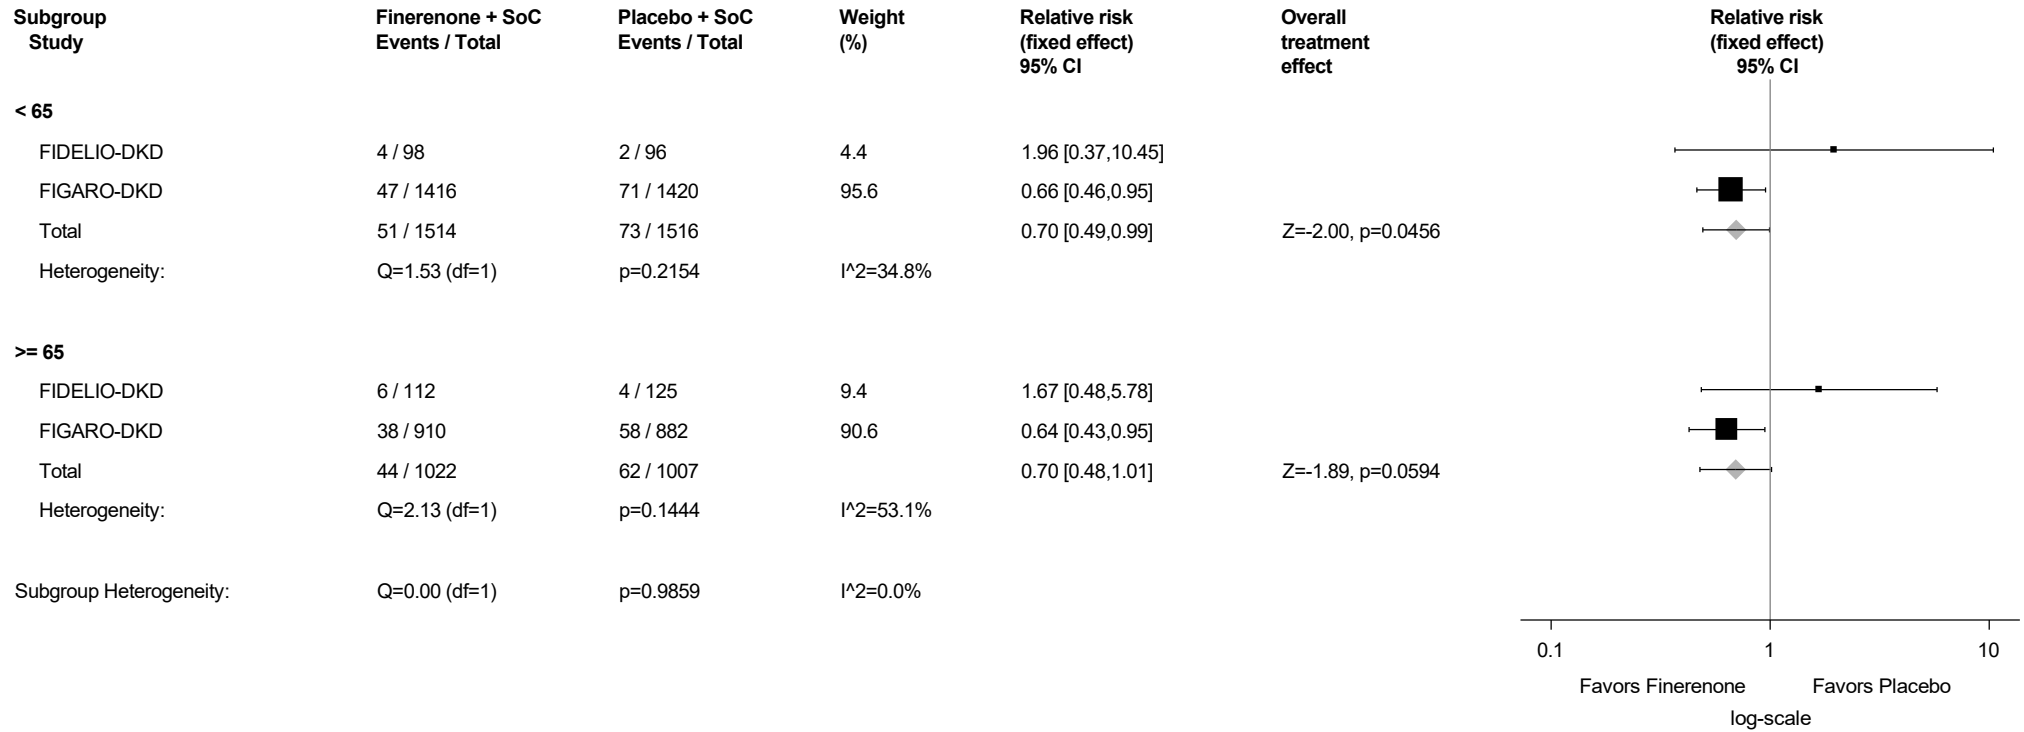 Subgroup Finerenone + SoC Placebo + SoC Weight Relative risk Overall Relative risk
Study Events / Total Events / Total (%) (fixed effect) treatment (fixed effect)
95% CI effect 95% CI
< 65
FIDELIO-DKD 4 / 98 2 / 96 4.4 1.96 [0.37,10.45]
FIGARO-DKD 47 / 1416 71 / 1420 95.6 0.66 [0.46,0.95]
Total 51 / 1514 73 / 1516 0.70 [0.49,0.99] Z=-2.00, p=0.0456
Heterogeneity: Q=1.53 (df=1) p=0.2154 I^2=34.8%
>= 65
FIDELIO-DKD 6 / 112 4 / 125 9.4 1.67 [0.48,5.78]
FIGARO-DKD 38 / 910 58 / 882 90.6 0.64 [0.43,0.95]
Total 44 / 1022 62 / 1007 0.70 [0.48,1.01] Z=-1.89, p=0.0594
Heterogeneity: Q=2.13 (df=1) p=0.1444 I^2=53.1%
Subgroup Heterogeneity: Q=0.00 (df=1) p=0.9859 I^2=0.0%
0.1 1 10
Favors Finerenone Favors Placebo
log-scale